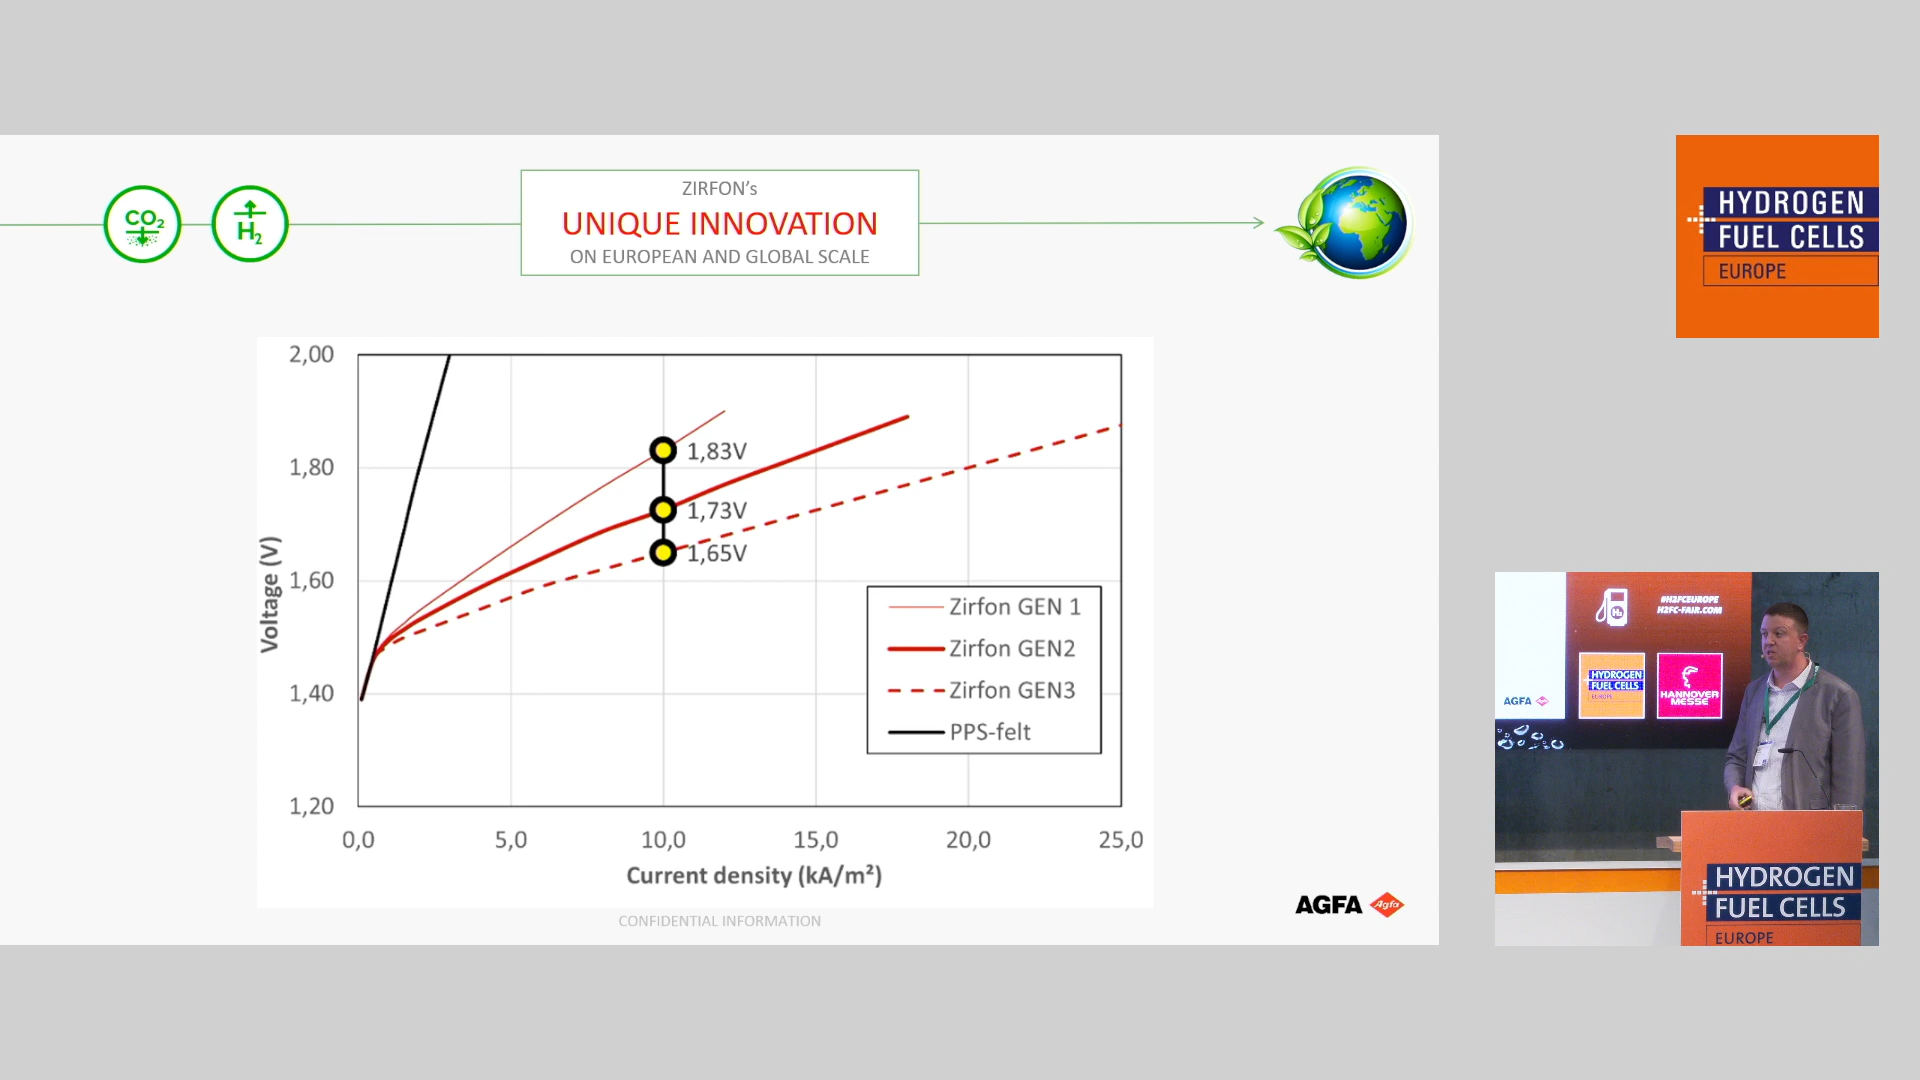 CO2
H2
ZIRFON’s
UNIQUE INNOVATION
ON EUROPEAN AND GLOBAL SCALE
2,00
1,80
1,60
1,40
1,20
Voltage (V)
1,83V
1,73V
1,65V
Zirfon GEN 1
Zirfon GEN2
Zirfon GEN3
PPS-felt
0,0 5,0 10,0 15,0 20,0 25,0
Current density (kA/m²)
CONFIDENTIAL INFORMATION
AGFA Agfa
HYDROGEN
FUEL CELLS
EUROPE
H2
#H2FCEUROPE
H2FC-FAIR.COM
HYDROGEN
FUEL CELLS
EUROPE
HANNOVER
MESSE
AGFA
HYDROGEN
FUEL CELLS
EUROPE